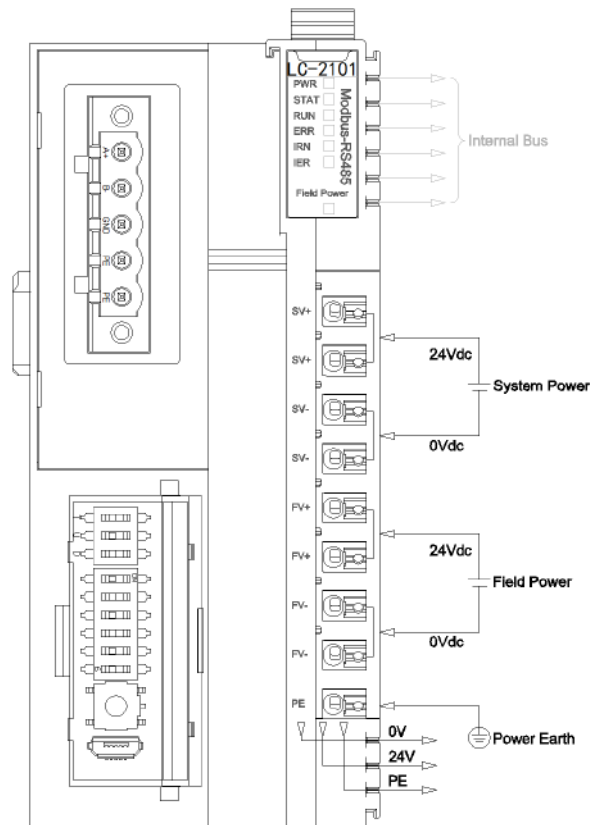 LC-2101
PWR
STAT
RUN
ERR
IRN
IER
Modbus-RS485
Field Power
Internal Bus
A+
B-
GND
PE
PE
SV+
SV+
SV-
SV-
FV+
FV+
FV-
FV-
PE
24Vdc
System Power
0Vdc
24Vdc
Field Power
0Vdc
Power Earth
0V
24V
PE